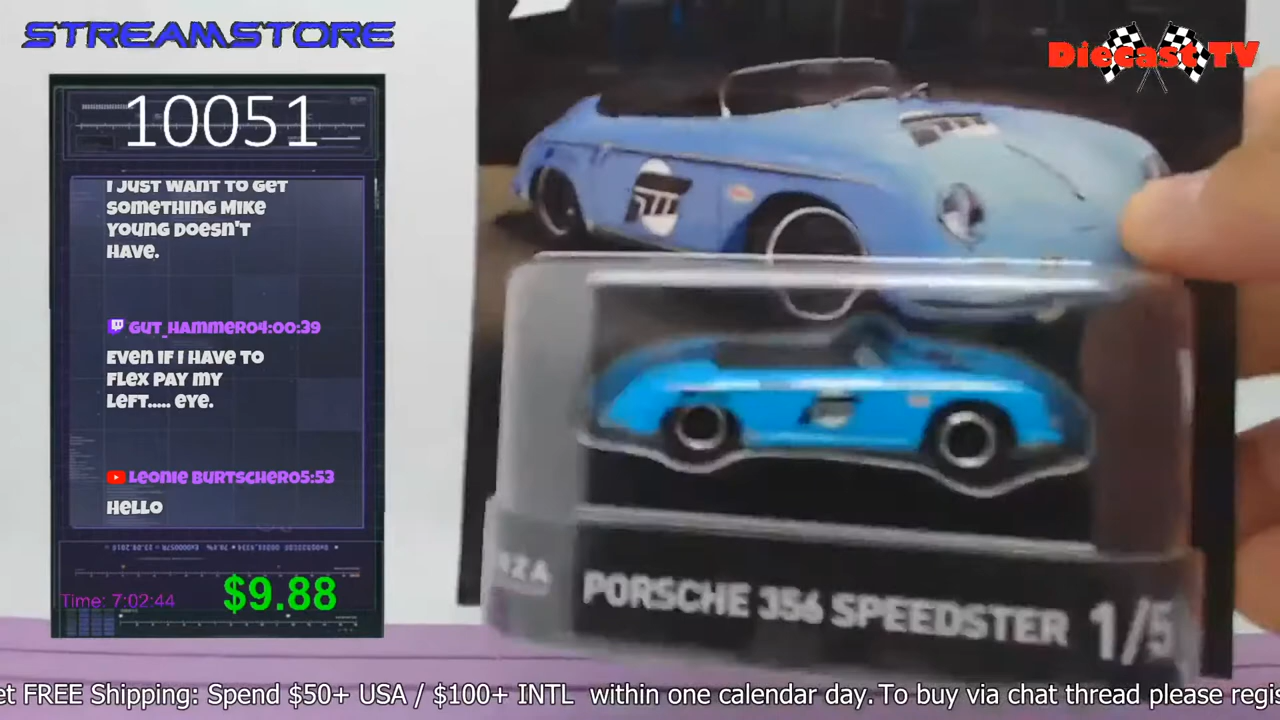 STREAMSTORE
Diecast TV
10051
I JUST WANT TO GET
SOMETHING MIKE
YOUNG DOESN'T
HAVE.
GUT_HAMMER04:00:39
EVEN IF I HAVE TO
FLEX PAY MY
LEFT..... EYE.
LEONIE BURTSCHER05:53
HELLO
Time: 7:02:44
$9.88
RZA
PORSCHE 356 SPEEDSTER 1/5
et FREE Shipping: Spend $50+ USA / $100+ INTL within one calendar day. To buy via chat thread please regis